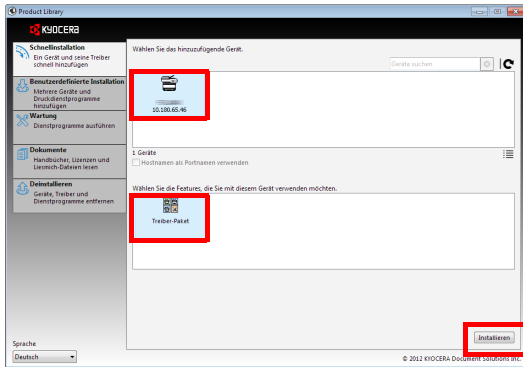 Product Library
KYOCERA
Schnellinstallation
Ein Gerät und seine Treiber
schnell hinzufügen
Benutzerdefinierte Installation
Mehrere Geräte und
Druckdienstprogramme
hinzufügen
Wartung
Dienstprogramme ausführen
Dokumente
Handbücher, Lizenzen und
Liesmich-Dateien lesen
Deinstallieren
Geräte, Treiber und
Dienstprogramme entfernen
Sprache
Deutsch
Wählen Sie das hinzuzufügende Gerät.
Geräte suchen
10.180.65.46
1 Geräte
Hostnamen als Portnamen verwenden
Wählen Sie die Features, die Sie mit diesem Gerät verwenden möchten.
Treiber-Paket
Installieren
© 2012 KYOCERA Document Solutions Inc.